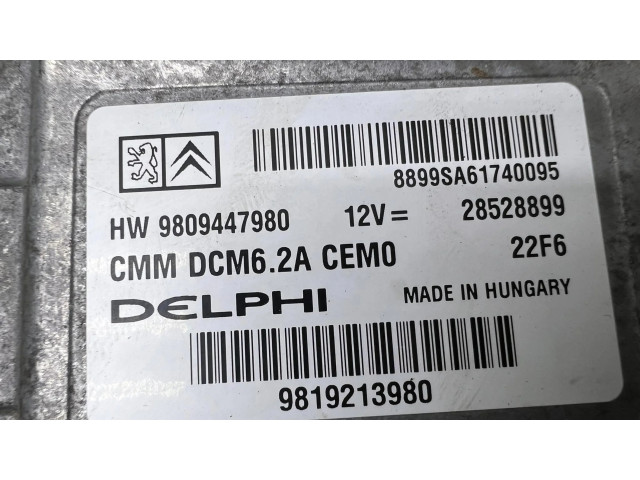 8899SA61740095
HW 9809447980 12V= 28528899
CMM DCM6.2A CEM0 22F6
DELPHI MADE IN HUNGARY
9819213980